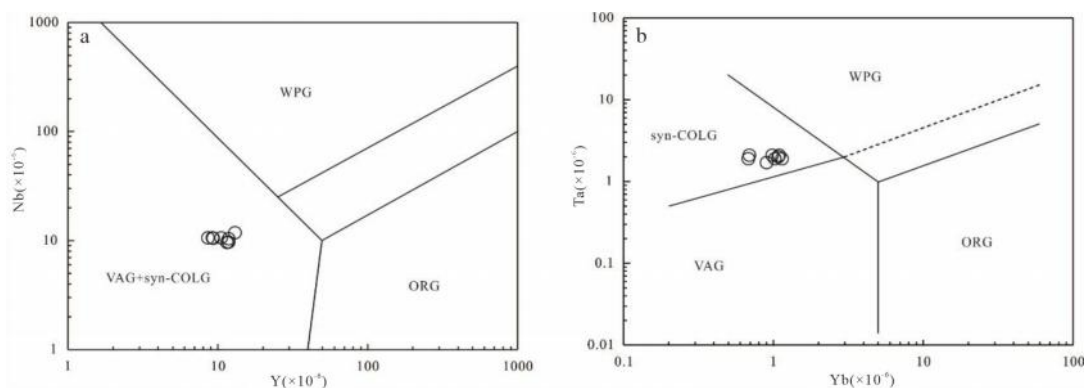 a
1000
100
10
1
Nb(×10⁻⁶)
WPG
VAG+syn-COLG
ORG
1
10
100
1000
Y(×10⁻⁶)
b
100
10
1
0.1
0.01
Ta(×10⁻⁶)
WPG
syn-COLG
VAG
ORG
0.1
1
10
100
Yb(×10⁻⁶)